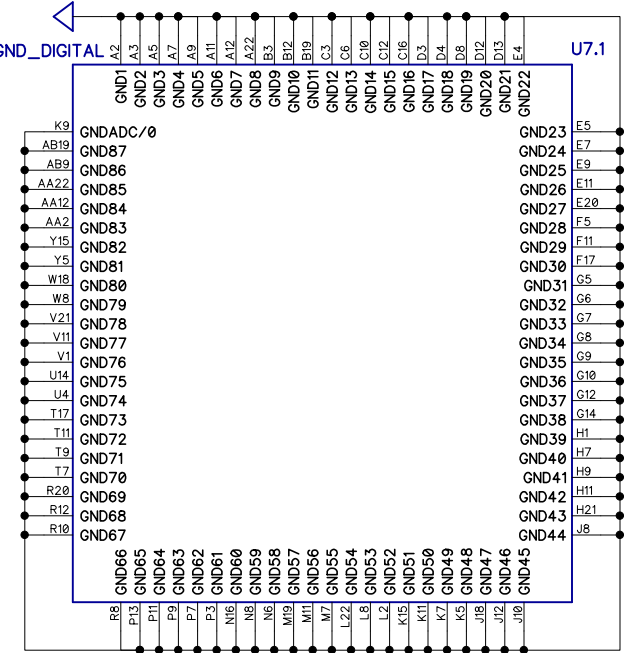 GND_DIGITAL
U7.1
A2 A3 A5 A7 A9 A11 A12 A22 B3 B12 B19 C3 C6 C10 C12 C16 D3 D4 D8 D12 D13 E4
GND1 GND2 GND3 GND4 GND5 GND6 GND7 GND8 GND9 GND10 GND11 GND12 GND13 GND14 GND15 GND16 GND17 GND18 GND19 GND20 GND21 GND22
K9 GNDADC/0 GND23 E5
AB19 GND87 GND24 E7
AB9 GND86 GND25 E9
AA22 GND85 GND26 E11
AA12 GND84 GND27 E20
AA2 GND83 GND28 F5
Y15 GND82 GND29 F11
Y5 GND81 GND30 F17
W18 GND80 GND31 G5
W8 GND79 GND32 G6
V21 GND78 GND33 G7
V11 GND77 GND34 G8
V1 GND76 GND35 G9
U14 GND75 GND36 G10
U4 GND74 GND37 G12
T17 GND73 GND38 G14
T11 GND72 GND39 H1
T9 GND71 GND40 H7
T7 GND70 GND41 H9
R20 GND69 GND42 H11
R12 GND68 GND43 H21
R10 GND67 GND44 J8
GND66 GND65 GND64 GND63 GND62 GND61 GND60 GND59 GND58 GND57 GND56 GND55 GND54 GND53 GND52 GND51 GND50 GND49 GND48 GND47 GND46 GND45
R8 P13 P11 P9 P7 P3 N16 N8 N6 M19 M11 M7 L22 L8 L2 K15 K11 K7 K5 J18 J12 J10